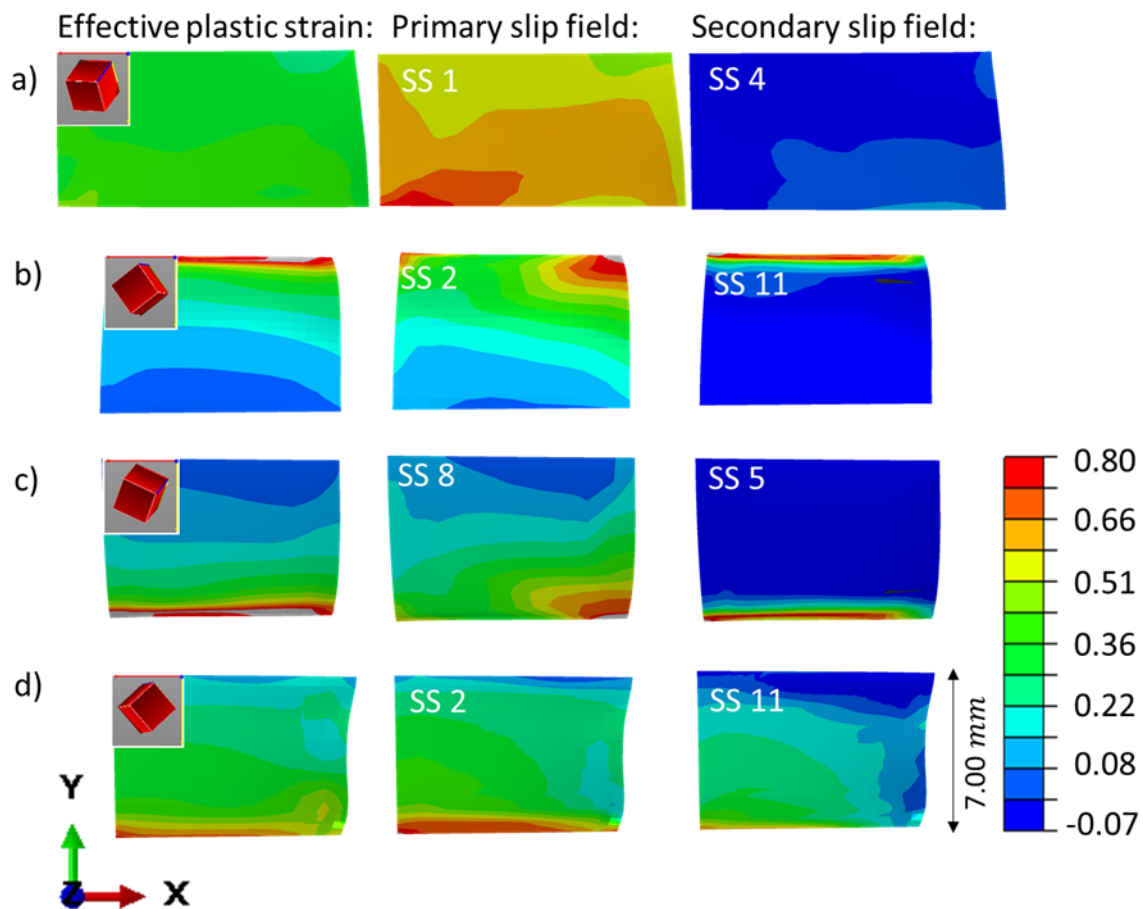 Effective plastic strain: Primary slip field: Secondary slip field:
a)
SS 1
SS 4
b)
SS 2
SS 11
c)
SS 8
SS 5
0.80
0.66
0.51
0.36
0.22
0.08
-0.07
d)
SS 2
SS 11
7.00 mm
Y
Z
X